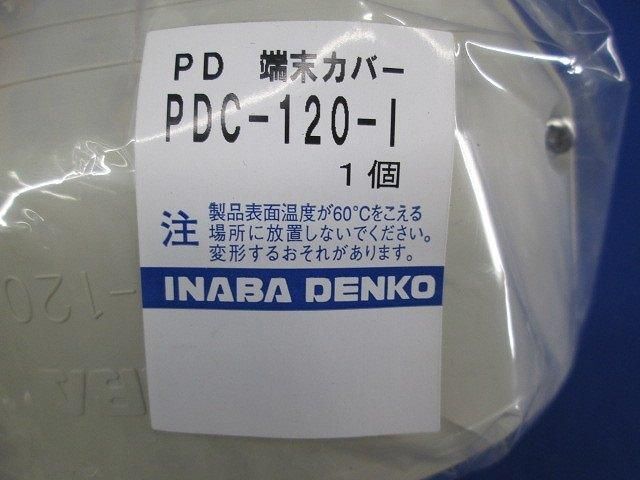 PD 端末カバー
PDC-120-I
1個
注 製品表面温度が60℃をこえる
場所に放置しないでください。
変形するおそれがあります。
INABA DENKO
-120
INABA